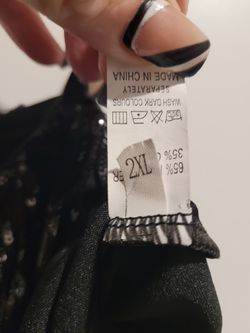 65%
35%
2XL
WASH DARK COLOURS
SEPARATELY
MADE IN CHINA